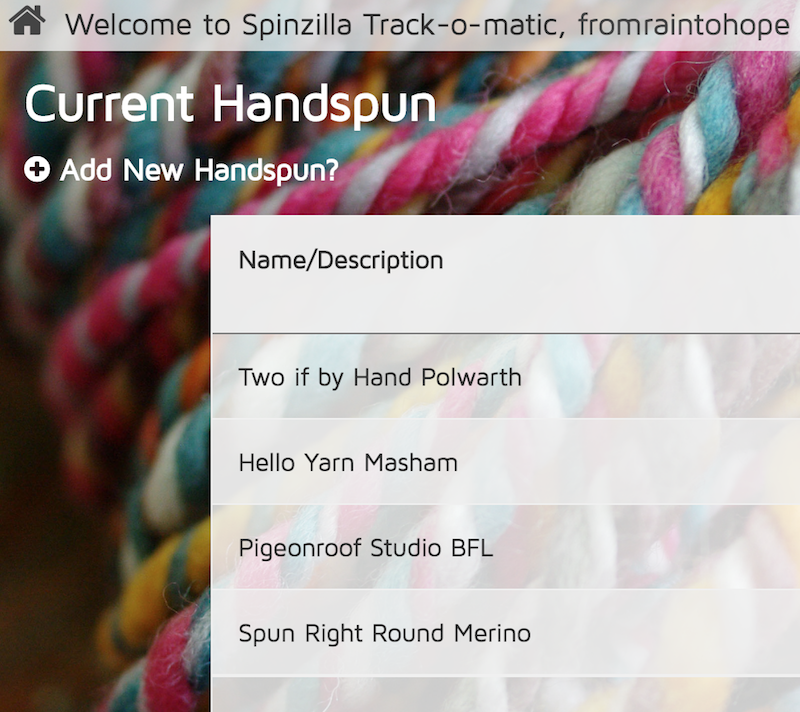 Welcome to Spinzilla Track-o-matic, fromraintohope
Current Handspun
Add New Handspun?
Name/Description
Two if by Hand Polwarth
Hello Yarn Masham
Pigeonroof Studio BFL
Spun Right Round Merino